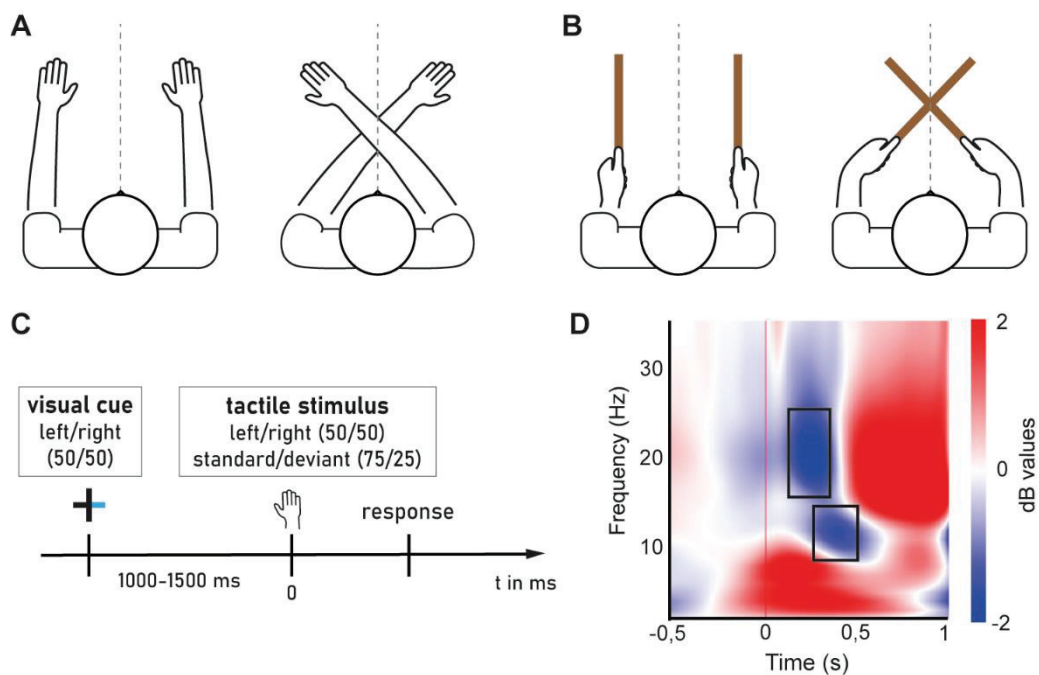 A
B
C
visual cue
left/right
(50/50)
tactile stimulus
left/right (50/50)
standard/deviant (75/25)
response
1000-1500 ms
0
t in ms
D
Frequency (Hz)
30
20
10
-0,5
0
0,5
1
Time (s)
2
0
-2
dB values